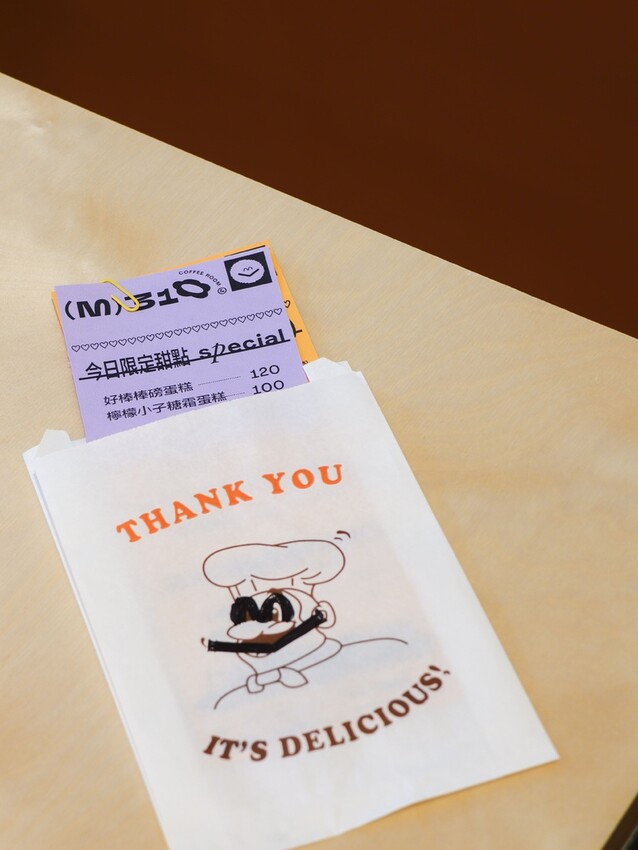 COFFEE ROOM
(M) 310
今日限定甜點 special
好棒棒磅蛋糕 120
檸檬小子糖霜蛋糕 100
THANK YOU
IT'S DELICIOUS!